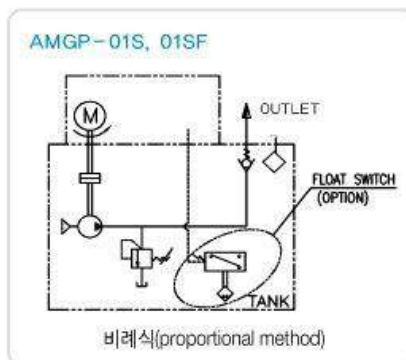 AMGP-01S, 01SF
M
OUTLET
FLOAT SWITCH
(OPTION)
TANK
비례식(proportional method)